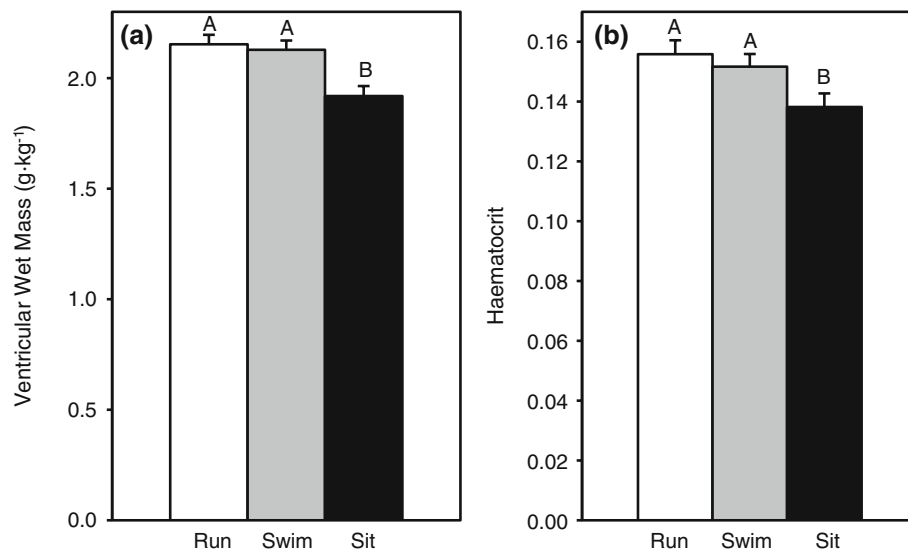 (a)
A
A
B
2.0
1.5
1.0
0.5
0.0
Ventricular Wet Mass (g·kg⁻¹)
Run Swim Sit
(b)
A
A
B
0.16
0.14
0.12
0.10
0.08
0.06
0.04
0.02
0.00
Haematocrit
Run Swim Sit